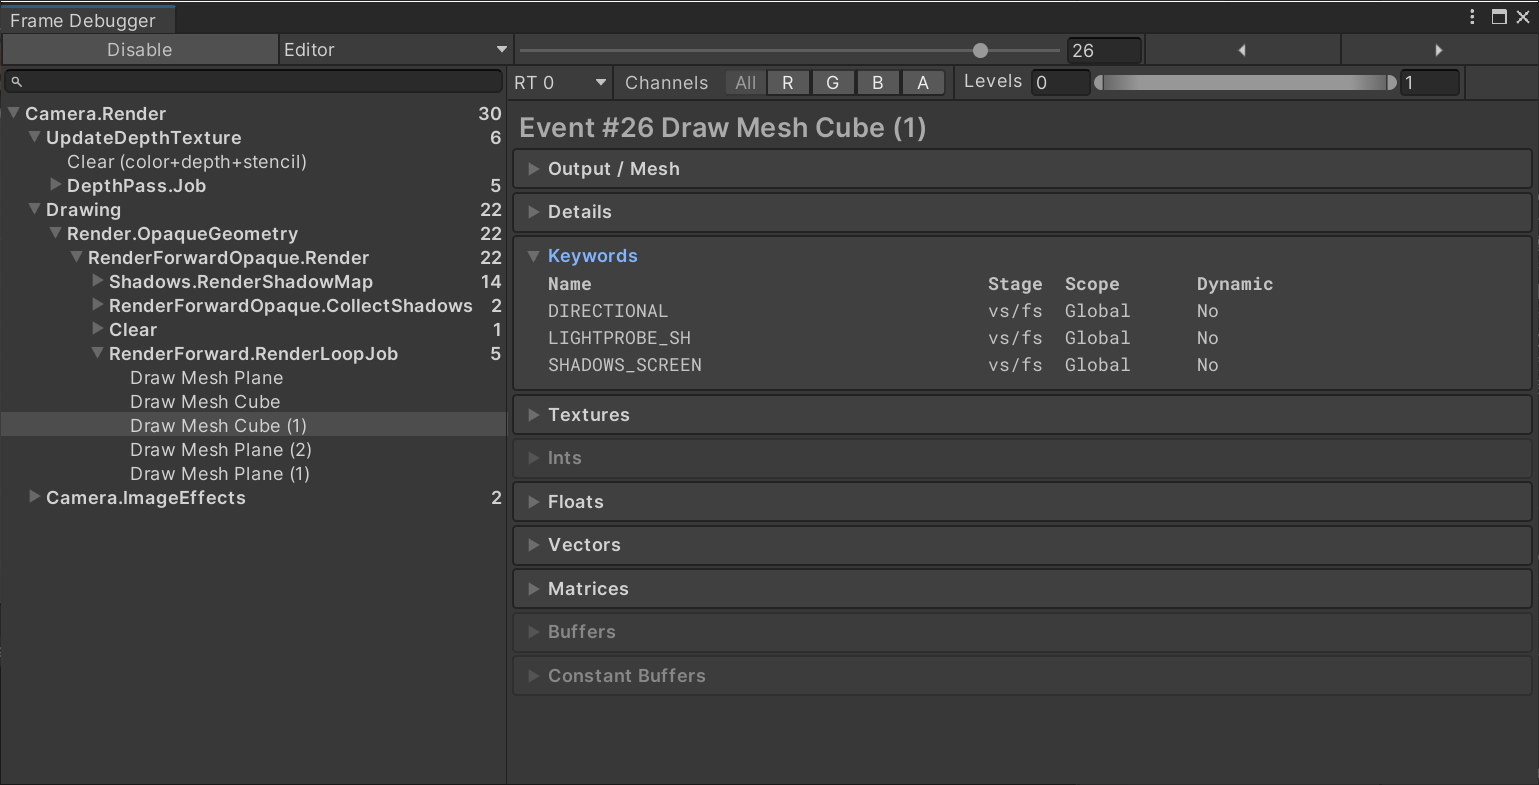 Frame Debugger
Disable Editor 26
RT 0 Channels All R G B A Levels 0 1
Camera.Render 30
UpdateDepthTexture 6
Clear (color+depth+stencil)
DepthPass.Job 5
Drawing 22
Render.OpaqueGeometry 22
RenderForwardOpaque.Render 22
Shadows.RenderShadowMap 14
RenderForwardOpaque.CollectShadows 2
Clear 1
RenderForward.RenderLoopJob 5
Draw Mesh Plane
Draw Mesh Cube
Draw Mesh Cube (1)
Draw Mesh Plane (2)
Draw Mesh Plane (1)
Camera.ImageEffects 2
Event #26 Draw Mesh Cube (1)
Output / Mesh
Details
Keywords
Name Stage Scope Dynamic
DIRECTIONAL vs/fs Global No
LIGHTPROBE_SH vs/fs Global No
SHADOWS_SCREEN vs/fs Global No
Textures
Ints
Floats
Vectors
Matrices
Buffers
Constant Buffers